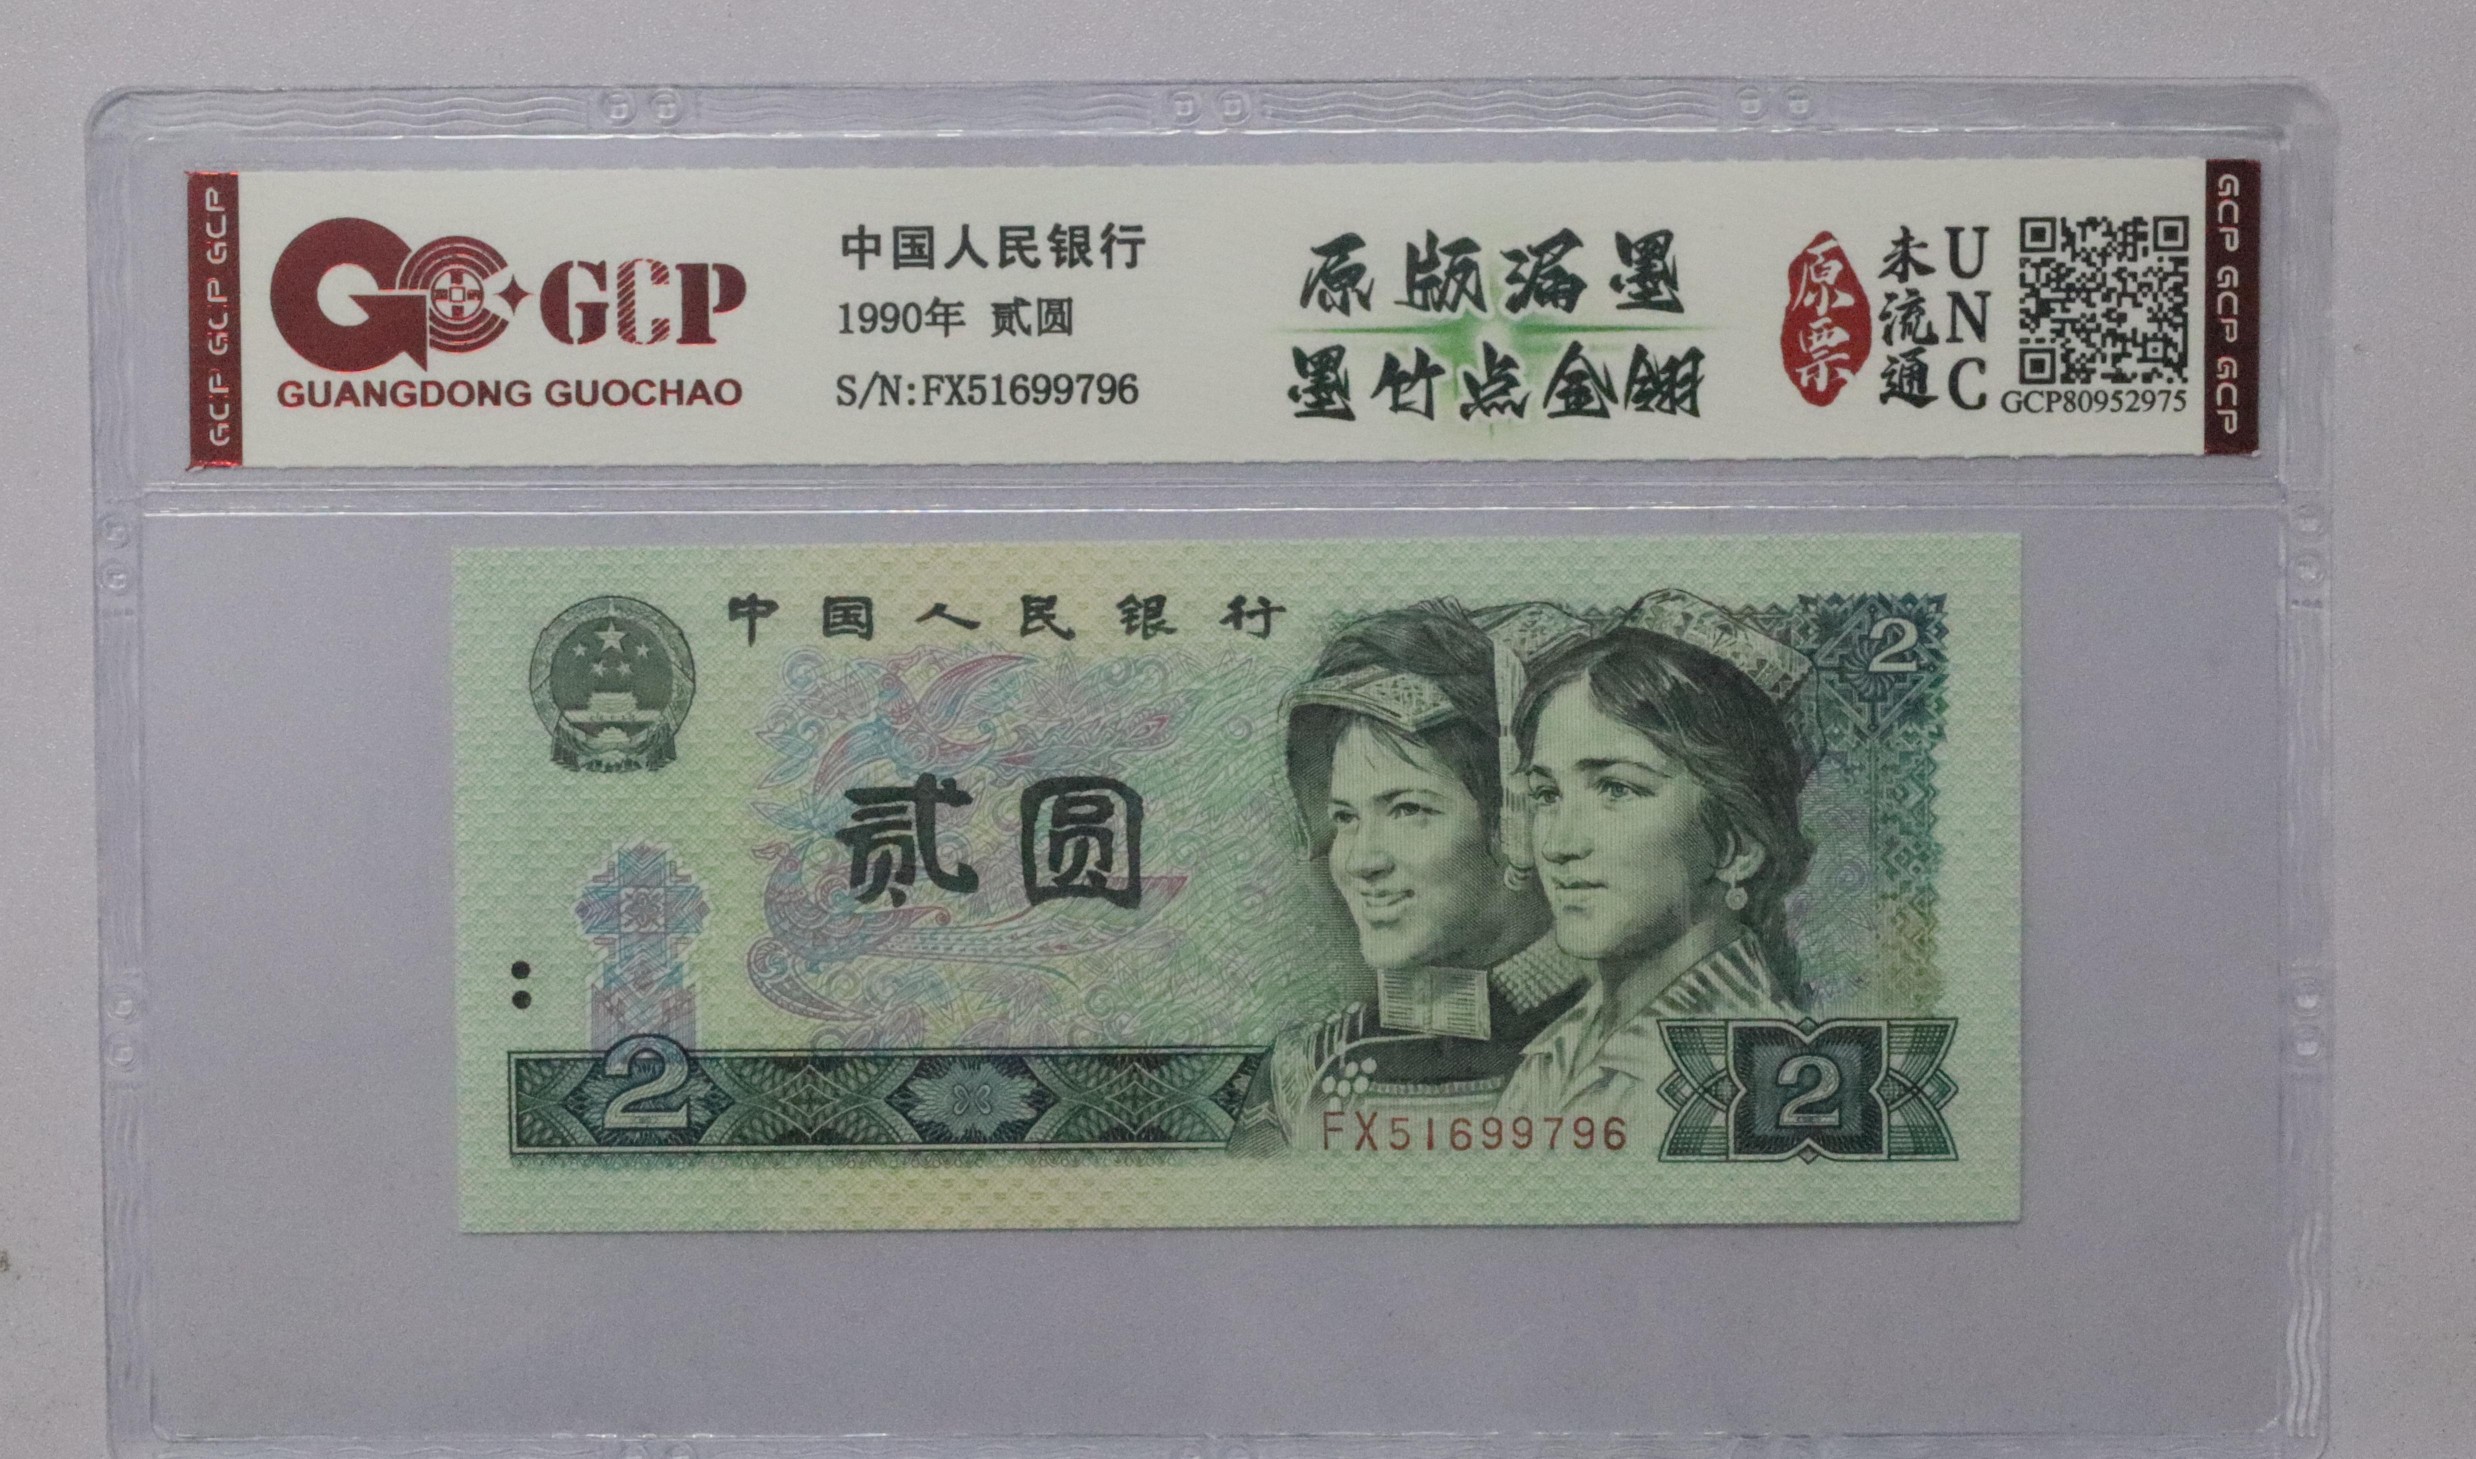 GCP GCP GCP
GCP
GUANGDONG GUOCHAO
中国人民银行
1990年 贰圆
S/N:FX51699796
原版漏墨
墨竹点金翎
原票
未流通
UNC
GCP80952975
GCP GCP GCP
中国人民银行
2
贰圆
2
FX51699796
2